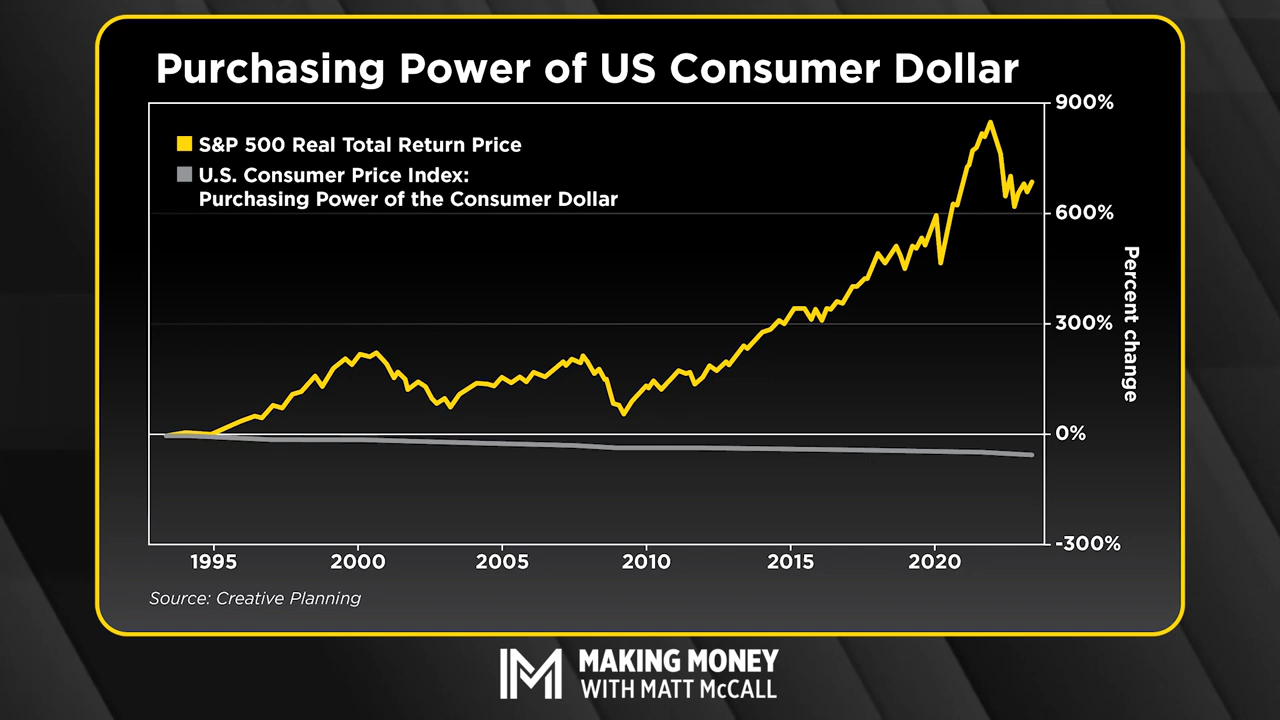 Purchasing Power of US Consumer Dollar
S&P 500 Real Total Return Price
U.S. Consumer Price Index:
Purchasing Power of the Consumer Dollar
900%
600%
300%
0%
-300%
Percent change
1995 2000 2005 2010 2015 2020
Source: Creative Planning
MAKING MONEY
WITH MATT McCALL